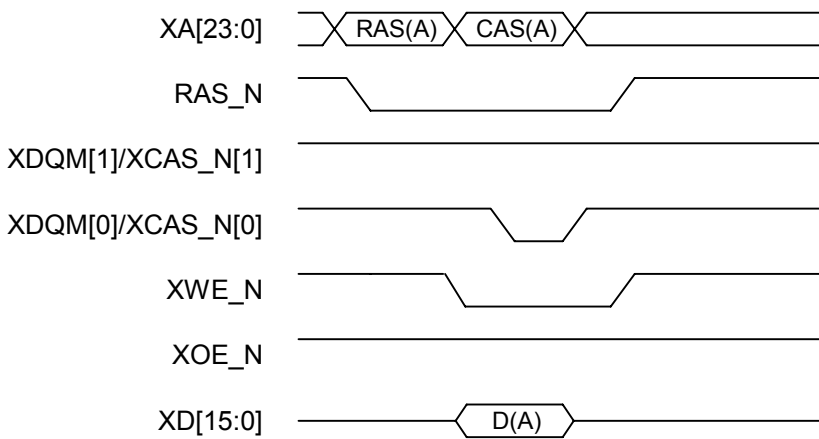 XA[23:0] RAS(A) CAS(A)
RAS_N
XDQM[1]/XCAS_N[1]
XDQM[0]/XCAS_N[0]
XWE_N
XOE_N
XD[15:0] D(A)